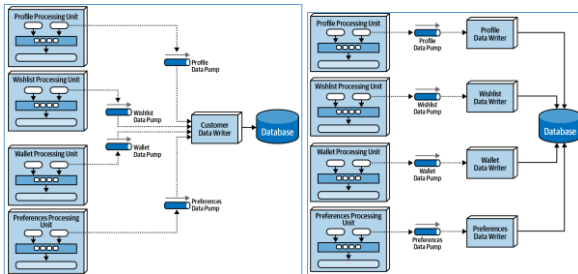 Profile Processing Unit
Profile
Data Pump
Wishlist Processing Unit
Wishlist
Data Pump
Customer
Data Writer
Database
Wallet Processing Unit
Wallet
Data Pump
Preferences Processing
Unit
Preferences
Data Pump
Profile Processing Unit
Profile
Data Pump
Profile
Data Writer
Wishlist Processing Unit
Wishlist
Data Pump
Wishlist
Data Writer
Database
Wallet Processing Unit
Wallet
Data Pump
Wallet
Data Writer
Preferences Processing
Unit
Preferences
Data Pump
Preferences
Data Writer